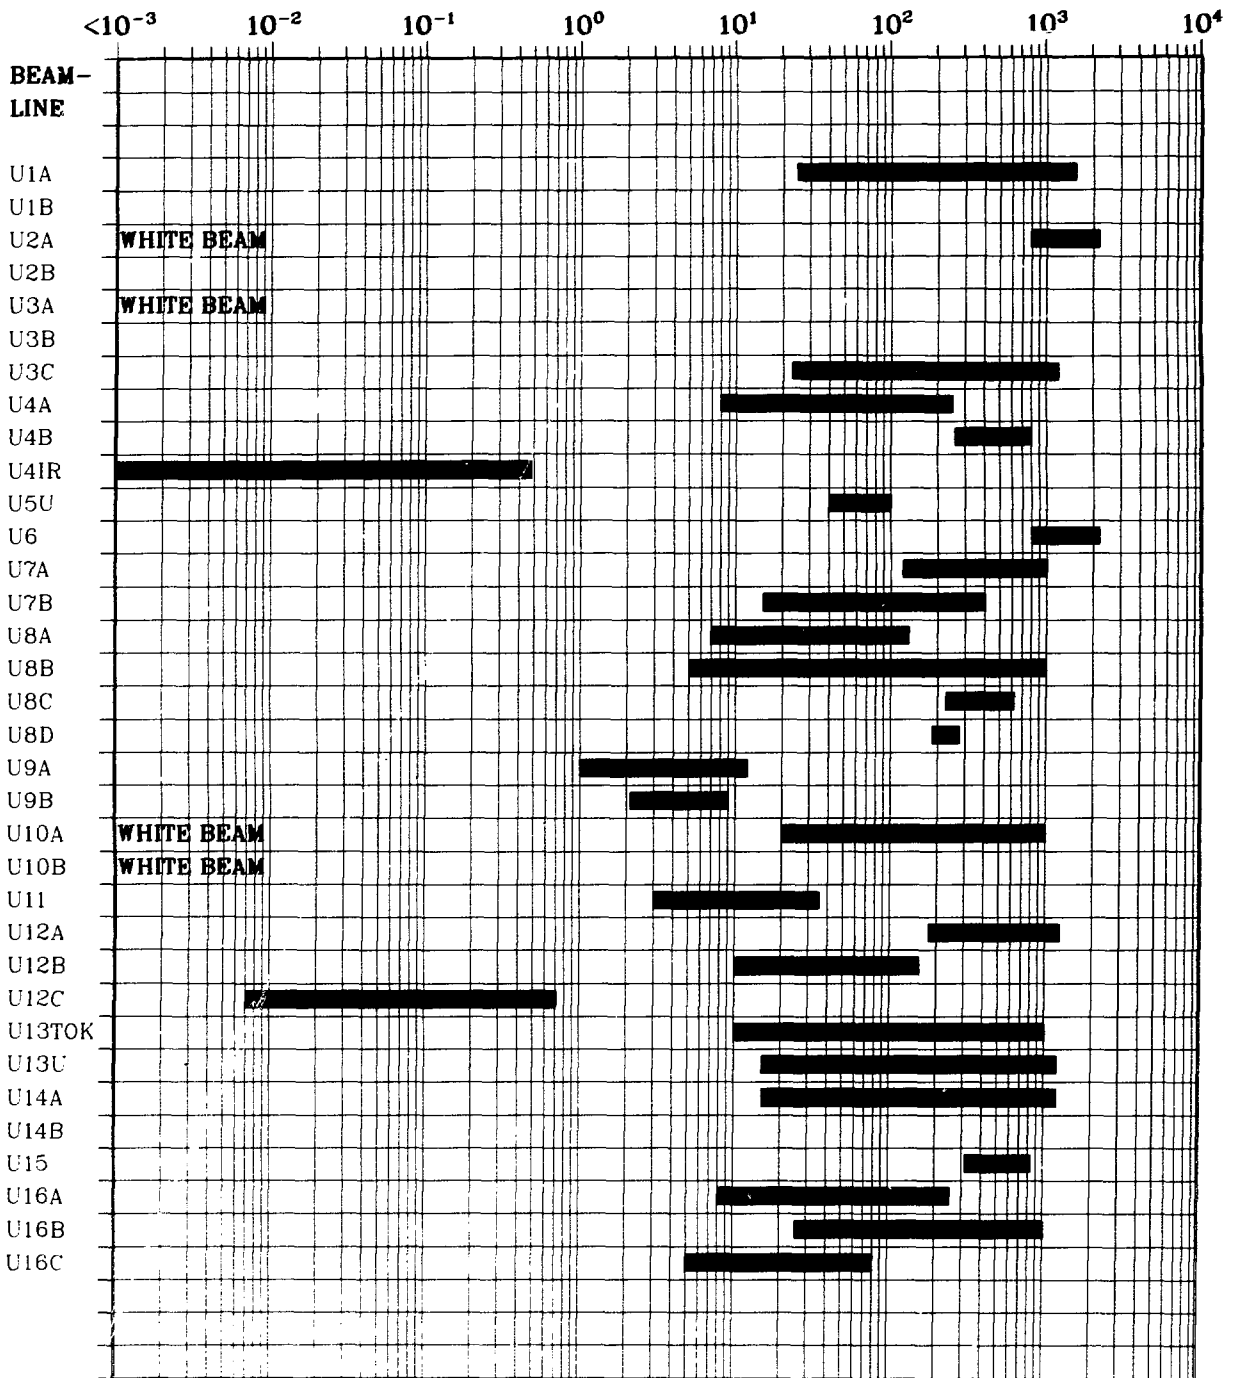 <10⁻³ 10⁻² 10⁻¹ 10⁰ 10¹ 10² 10³ 10⁴
BEAM-
LINE
U1A
U1B
U2A WHITE BEAM
U2B
U3A WHITE BEAM
U3B
U3C
U4A
U4B
U4IR
U5U
U6
U7A
U7B
U8A
U8B
U8C
U8D
U9A
U9B
U10A WHITE BEAM
U10B WHITE BEAM
U11
U12A
U12B
U12C
U13TOK
U13U
U14A
U14B
U15
U16A
U16B
U16C